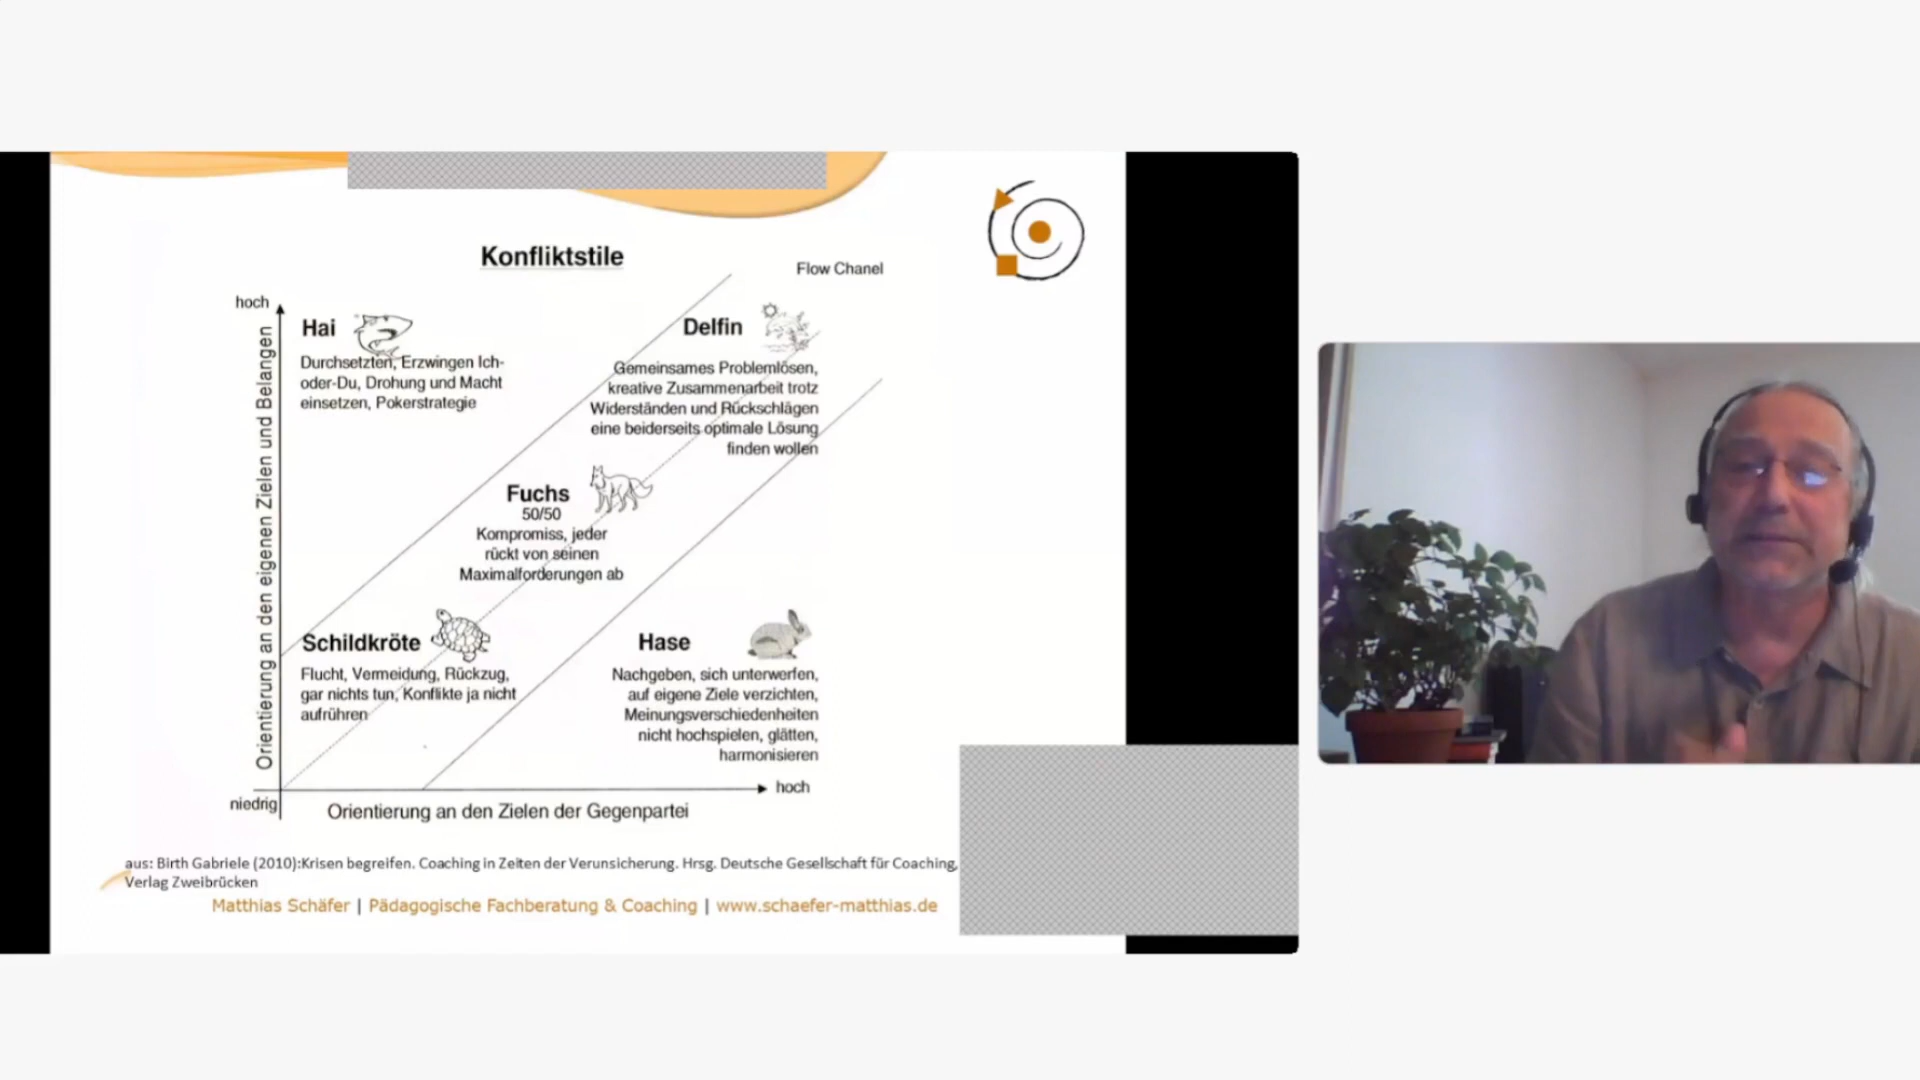 Konfliktstile
Flow Chanel
hoch
Orientierung an den eigenen Zielen und Belangen
Hai
Durchsetzten, Erzwingen Ich-
oder-Du, Drohung und Macht
einsetzen, Pokerstrategie
Delfin
Gemeinsames Problemlösen,
kreative Zusammenarbeit trotz
Widerständen und Rückschlägen
eine beiderseits optimale Lösung
finden wollen
Fuchs
50/50
Kompromiss, jeder
rückt von seinen
Maximalforderungen ab
Schildkröte
Flucht, Vermeidung, Rückzug,
gar nichts tun, Konflikte ja nicht
aufrühren
Hase
Nachgeben, sich unterwerfen,
auf eigene Ziele verzichten,
Meinungsverschiedenheiten
nicht hochspielen, glätten,
harmonisieren
hoch
niedrig
Orientierung an den Zielen der Gegenpartei
aus: Birth Gabriele (2010):Krisen begreifen. Coaching in Zeiten der Verunsicherung. Hrsg. Deutsche Gesellschaft für Coaching,
Verlag Zweibrücken
Matthias Schäfer | Pädagogische Fachberatung & Coaching | www.schaefer-matthias.de